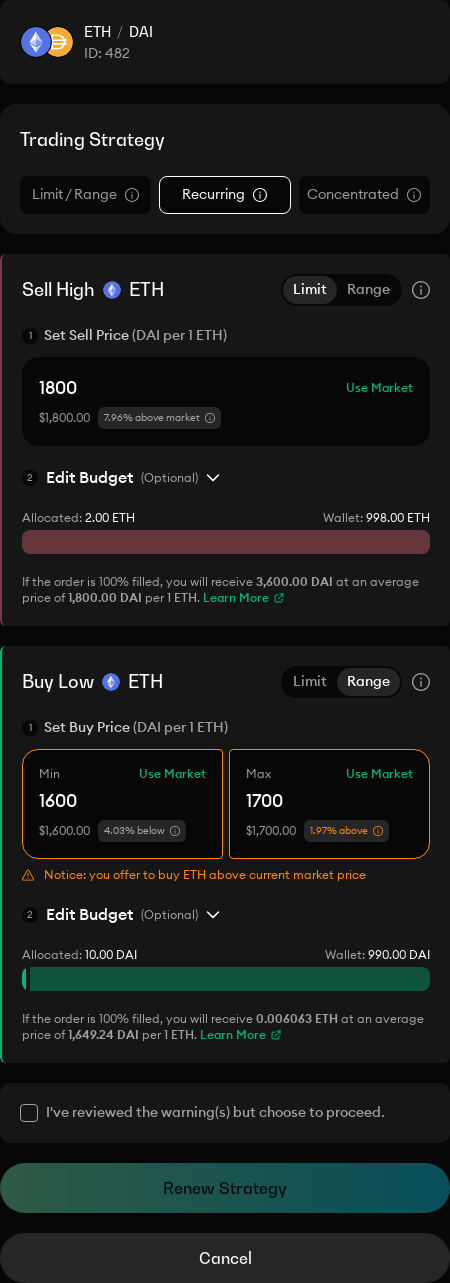 ETH / DAI
ID: 482
Trading Strategy
Limit / Range
Recurring
Concentrated
Sell High ETH
Limit
Range
1 Set Sell Price (DAI per 1 ETH)
1800
Use Market
$1,800.00
7.96% above market
2 Edit Budget (Optional)
Allocated: 2.00 ETH
Wallet: 998.00 ETH
If the order is 100% filled, you will receive 3,600.00 DAI at an average
price of 1,800.00 DAI per 1 ETH. Learn More
Buy Low ETH
Limit
Range
1 Set Buy Price (DAI per 1 ETH)
Min
Use Market
1600
$1,600.00
4.03% below
Max
Use Market
1700
$1,700.00
1.97% above
Notice: you offer to buy ETH above current market price
2 Edit Budget (Optional)
Allocated: 10.00 DAI
Wallet: 990.00 DAI
If the order is 100% filled, you will receive 0.006063 ETH at an average
price of 1,649.24 DAI per 1 ETH. Learn More
I've reviewed the warning(s) but choose to proceed.
Renew Strategy
Cancel